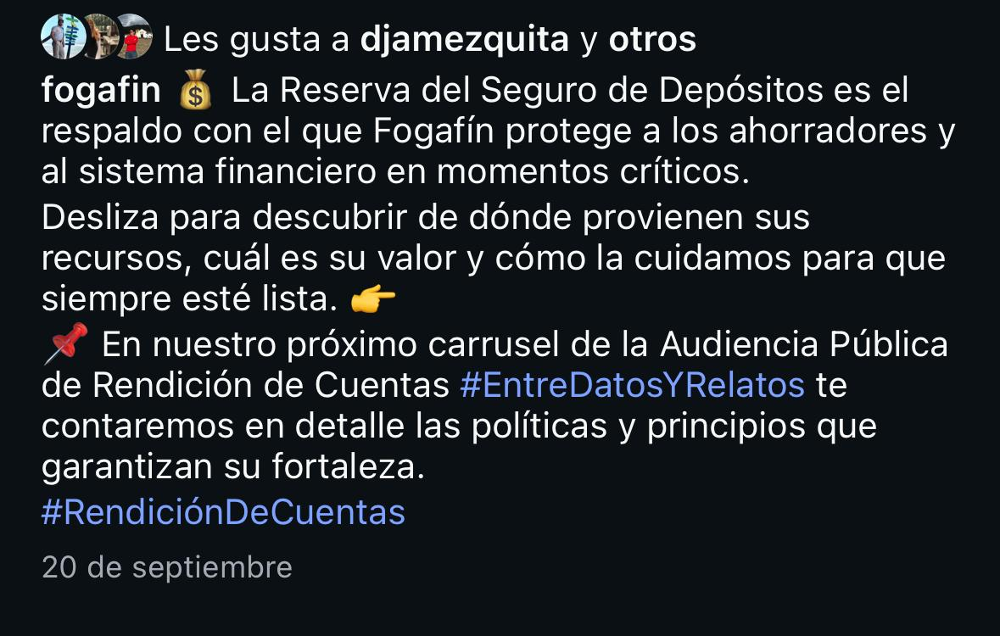 Les gusta a djamezquita y otros
fogafin 💰 La Reserva del Seguro de Depósitos es el
respaldo con el que Fogafín protege a los ahorradores y
al sistema financiero en momentos críticos.
Desliza para descubrir de dónde provienen sus
recursos, cuál es su valor y cómo la cuidamos para que
siempre esté lista. 👉
📌 En nuestro próximo carrusel de la Audiencia Pública
de Rendición de Cuentas #EntreDatosYRelatos te
contaremos en detalle las políticas y principios que
garantizan su fortaleza.
#RendiciónDeCuentas
20 de septiembre